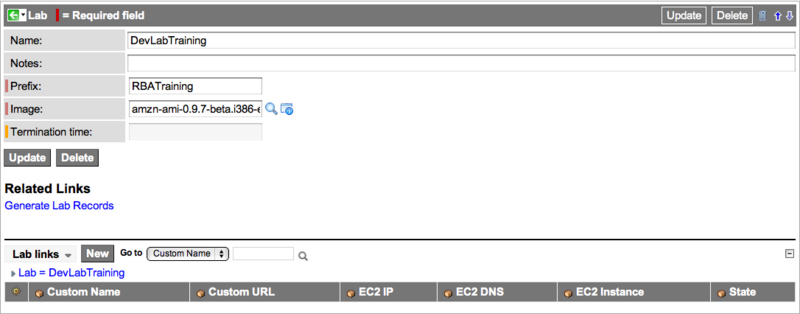 Lab = Required field Update Delete
Name: DevLabTraining
Notes:
Prefix: RBATraining
Image: amzn-ami-0.9.7-beta.i386-e
Termination time:
Update Delete
Related Links
Generate Lab Records
Lab links New Go to Custom Name
Lab = DevLabTraining
Custom Name Custom URL EC2 IP EC2 DNS EC2 Instance State